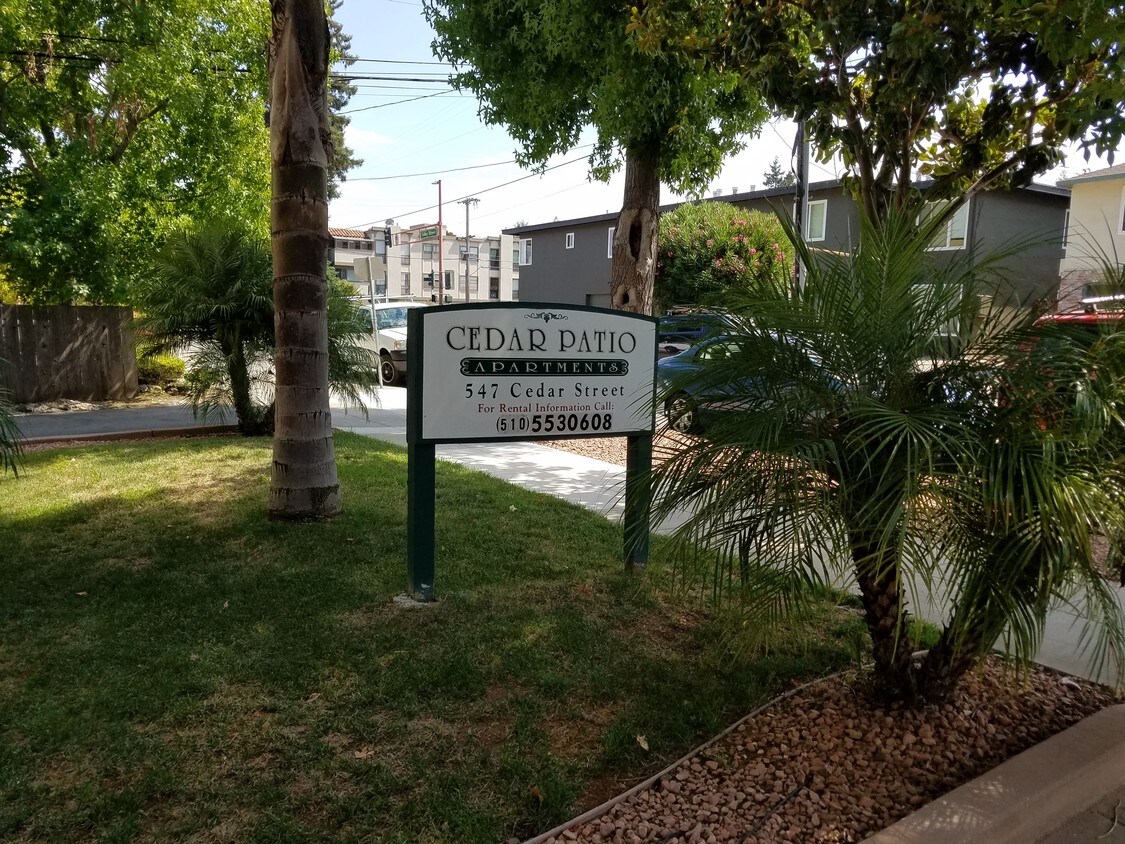 CEDAR PATIO
APARTMENTS
547 Cedar Street
For Rental Information Call:
(510) 5530608